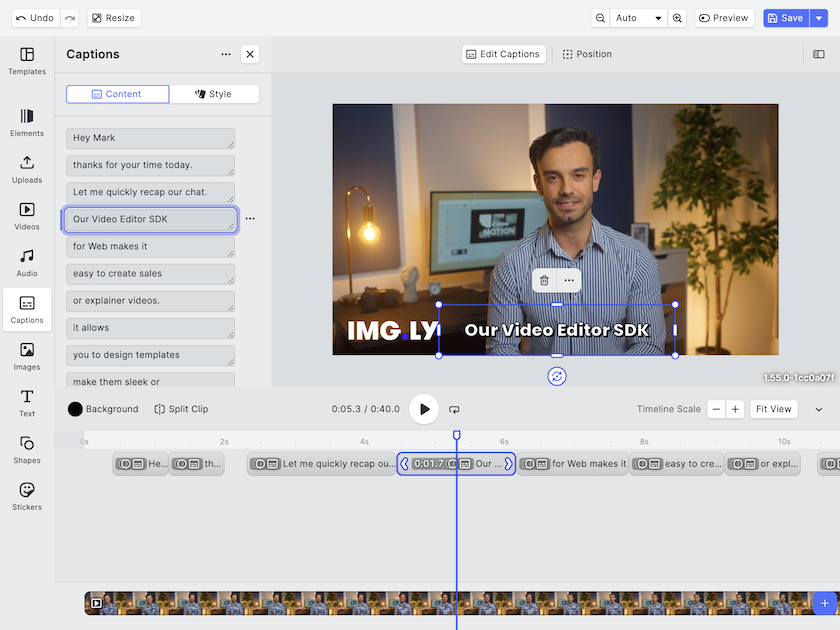 Undo
Resize
Auto
Preview
Save
Templates
Elements
Uploads
Videos
Audio
Captions
Images
Text
Shapes
Stickers
Captions
Content
Style
Hey Mark
thanks for your time today.
Let me quickly recap our chat.
Our Video Editor SDK
for Web makes it
easy to create sales
or explainer videos.
it allows
you to design templates
make them sleek or
Edit Captions
Position
MOTION
IMG.LY
Our Video Editor SDK
1.55.0-1cc0a07f
Background
Split Clip
0:05.3 / 0:40.0
Timeline Scale
Fit View
0s
2s
4s
6s
8s
10s
He...
th...
Let me quickly recap ou...
0:01.7
Our ...
for Web makes it
easy to cre...
or expl...